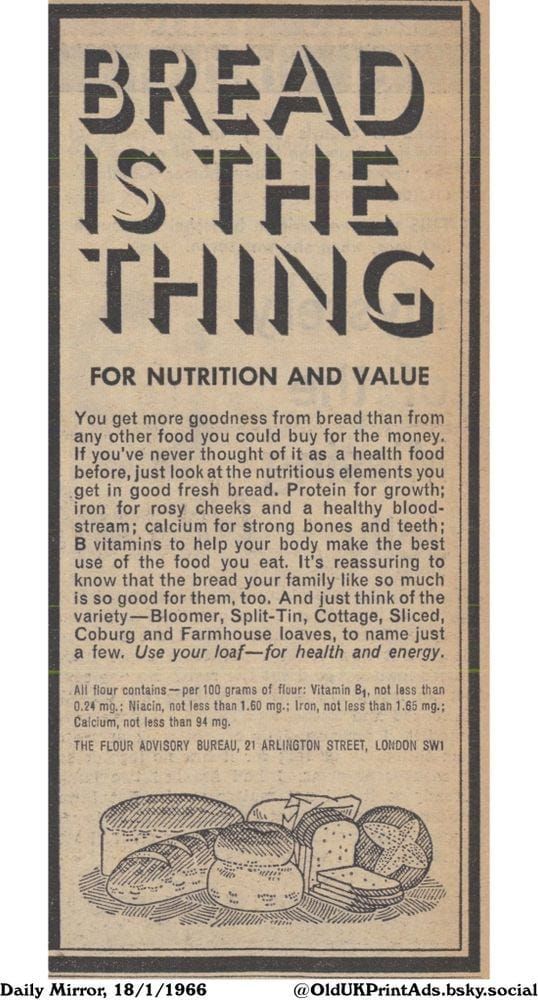 BREAD
IS THE
THING
FOR NUTRITION AND VALUE
You get more goodness from bread than from
any other food you could buy for the money.
If you've never thought of it as a health food
before, just look at the nutritious elements you
get in good fresh bread. Protein for growth;
iron for rosy cheeks and a healthy blood-
stream; calcium for strong bones and teeth;
B vitamins to help your body make the best
use of the food you eat. It's reassuring to
know that the bread your family like so much
is so good for them, too. And just think of the
variety—Bloomer, Split-Tin, Cottage, Sliced,
Coburg and Farmhouse loaves, to name just
a few. Use your loaf—for health and energy.
All flour contains—per 100 grams of flour: Vitamin B₁, not less than
0.24 mg.; Niacin, not less than 1.60 mg.; Iron, not less than 1.65 mg.;
Calcium, not less than 94 mg.
THE FLOUR ADVISORY BUREAU, 21 ARLINGTON STREET, LONDON SW1
Daily Mirror, 18/1/1966
@OldUKPrintAds.bsky.social